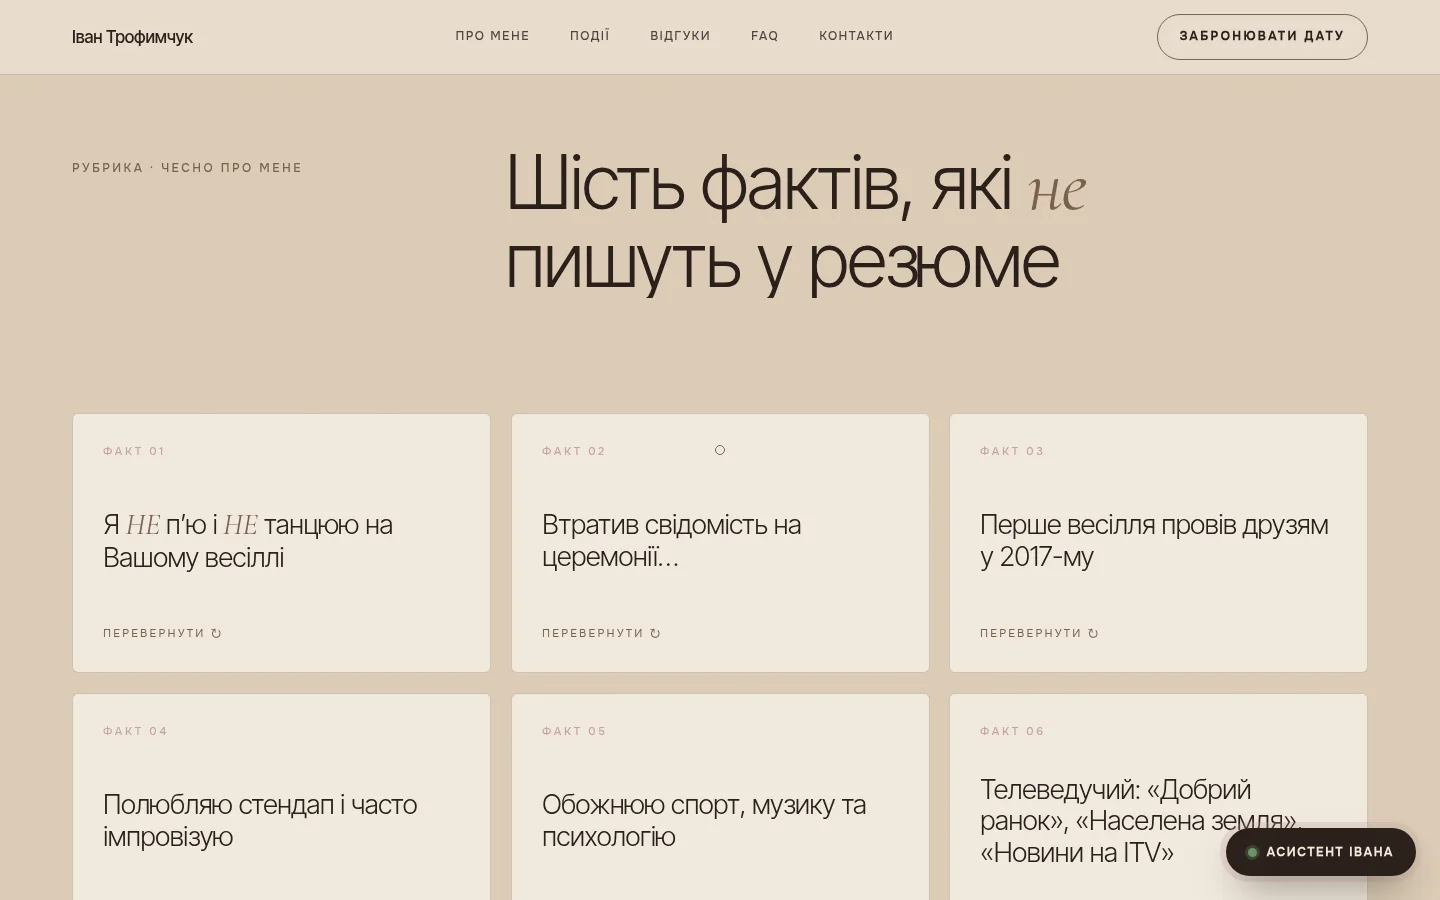 Іван Трофимчук
ПРО МЕНЕ
ПОДІЇ
ВІДГУКИ
FAQ
КОНТАКТИ
ЗАБРОНЮВАТИ ДАТУ
РУБРИКА · ЧЕСНО ПРО МЕНЕ
Шість фактів, які не
пишуть у резюме
ФАКТ 01
Я НЕ п’ю і НЕ танцюю на
Вашому весіллі
ПЕРЕВЕРНУТИ ↻
ФАКТ 02
Втратив свідомість на
церемонії…
ПЕРЕВЕРНУТИ ↻
ФАКТ 03
Перше весілля провів друзям
у 2017-му
ПЕРЕВЕРНУТИ ↻
ФАКТ 04
Полюбляю стендап і часто
імпровізую
ФАКТ 05
Обожнюю спорт, музику та
психологію
ФАКТ 06
Телеведучий: «Добрий
ранок», «Населена земля»,
«Новини на ITV»
АСИСТЕНТ ІВАНА